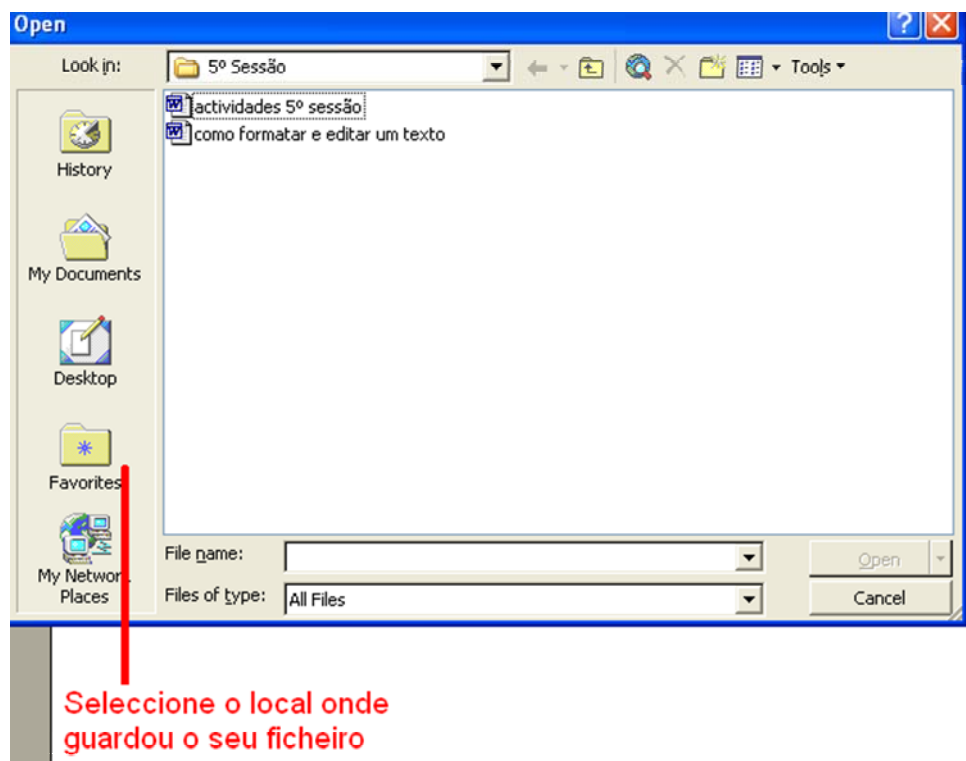 Open
Look in: 5º Sessão Tools
actividades 5º sessão
como formatar e editar um texto
History
My Documents
Desktop
Favorites
My Network
Places
File name:
Open
Files of type: All Files
Cancel
Seleccione o local onde
guardou o seu ficheiro